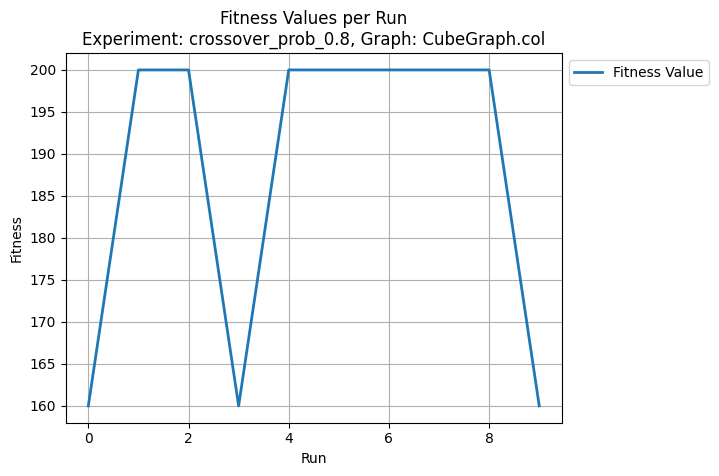 Fitness Values per Run
Experiment: crossover_prob_0.8, Graph: CubeGraph.col
Fitness Value
200
195
190
185
180
175
170
165
160
Fitness
0 2 4 6 8
Run